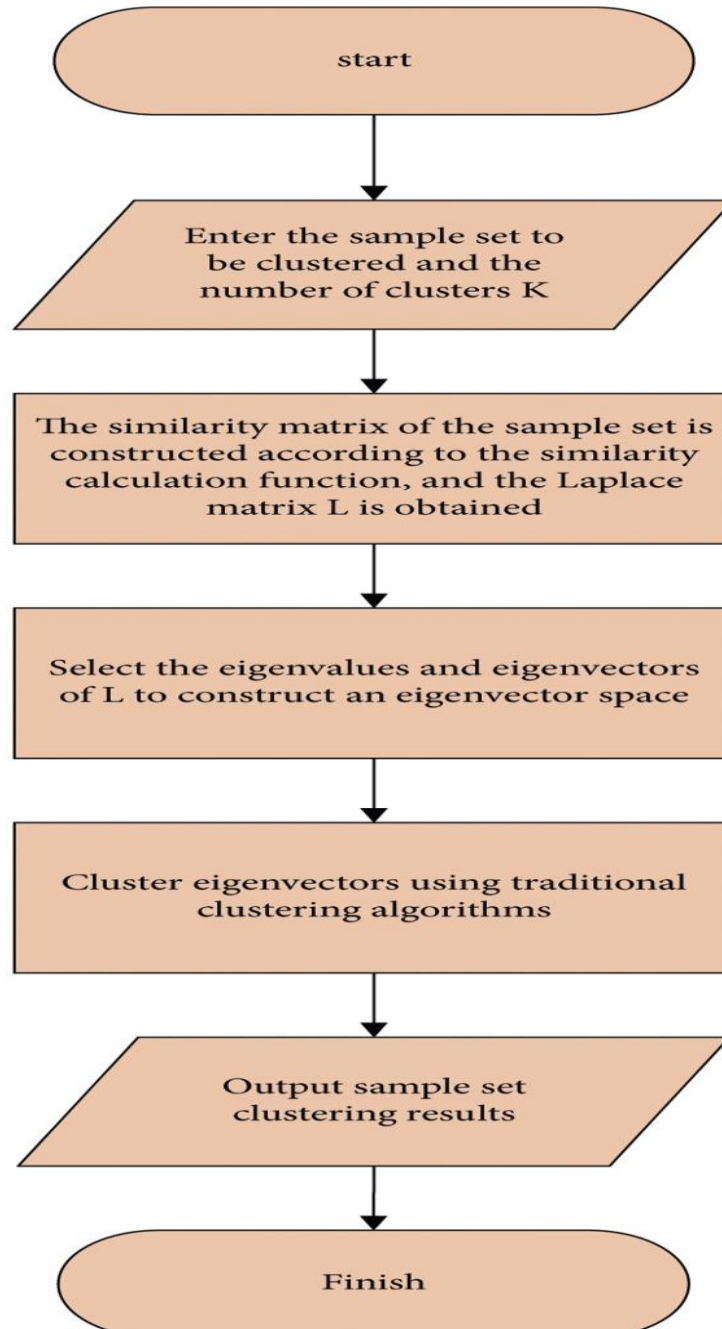 start
Enter the sample set to
be clustered and the
number of clusters K
The similarity matrix of the sample set is
constructed according to the similarity
calculation function, and the Laplace
matrix L is obtained
Select the eigenvalues and eigenvectors
of L to construct an eigenvector space
Cluster eigenvectors using traditional
clustering algorithms
Output sample set
clustering results
Finish